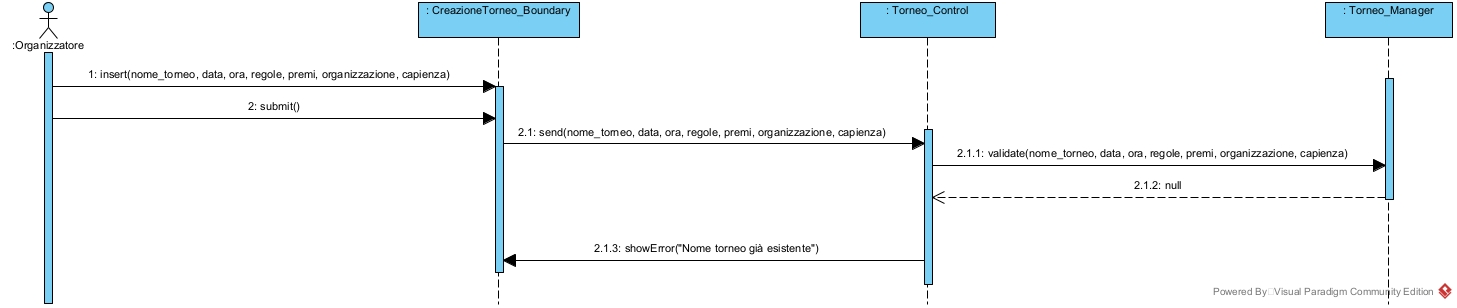 : CreazioneTorneo_Boundary
: Torneo_Control
: Torneo_Manager
:Organizzatore
1: insert(nome_torneo, data, ora, regole, premi, organizzazione, capienza)
2: submit()
2.1: send(nome_torneo, data, ora, regole, premi, organizzazione, capienza)
2.1.1: validate(nome_torneo, data, ora, regole, premi, organizzazione, capienza)
2.1.2: null
2.1.3: showError("Nome torneo già esistente")
Powered By Visual Paradigm Community Edition